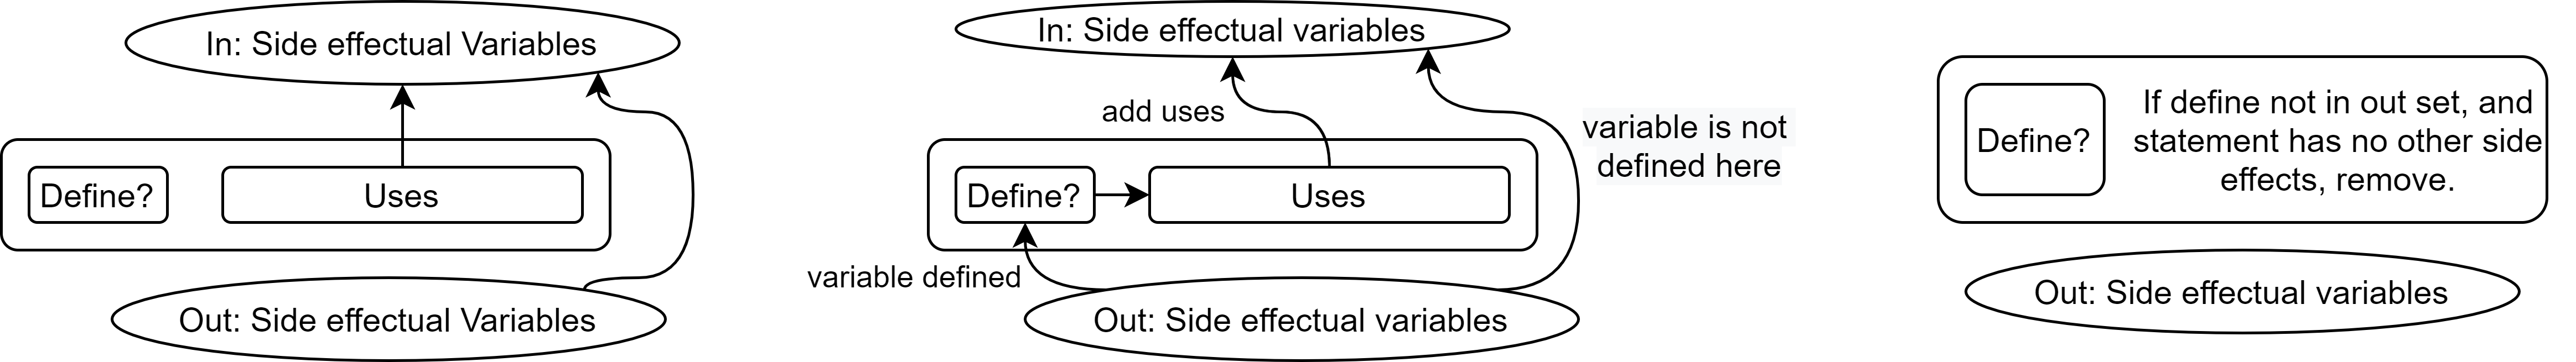 In: Side effectual Variables
Define?
Uses
Out: Side effectual Variables
In: Side effectual variables
add uses
variable is not
defined here
Define?
Uses
variable defined
Out: Side effectual variables
Define?
If define not in out set, and
statement has no other side
effects, remove.
Out: Side effectual variables